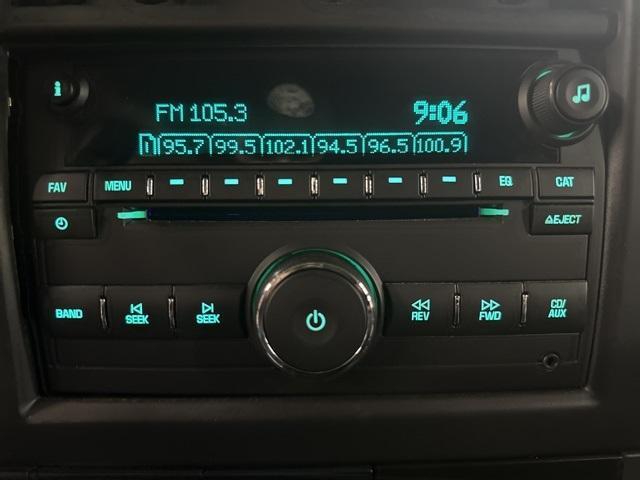 i
FM 105.3 9:06
1 95.7 99.5 102.1 94.5 96.5 100.9
FAV MENU EQ CAT
EJECT
BAND SEEK SEEK REV FWD CD/
AUX